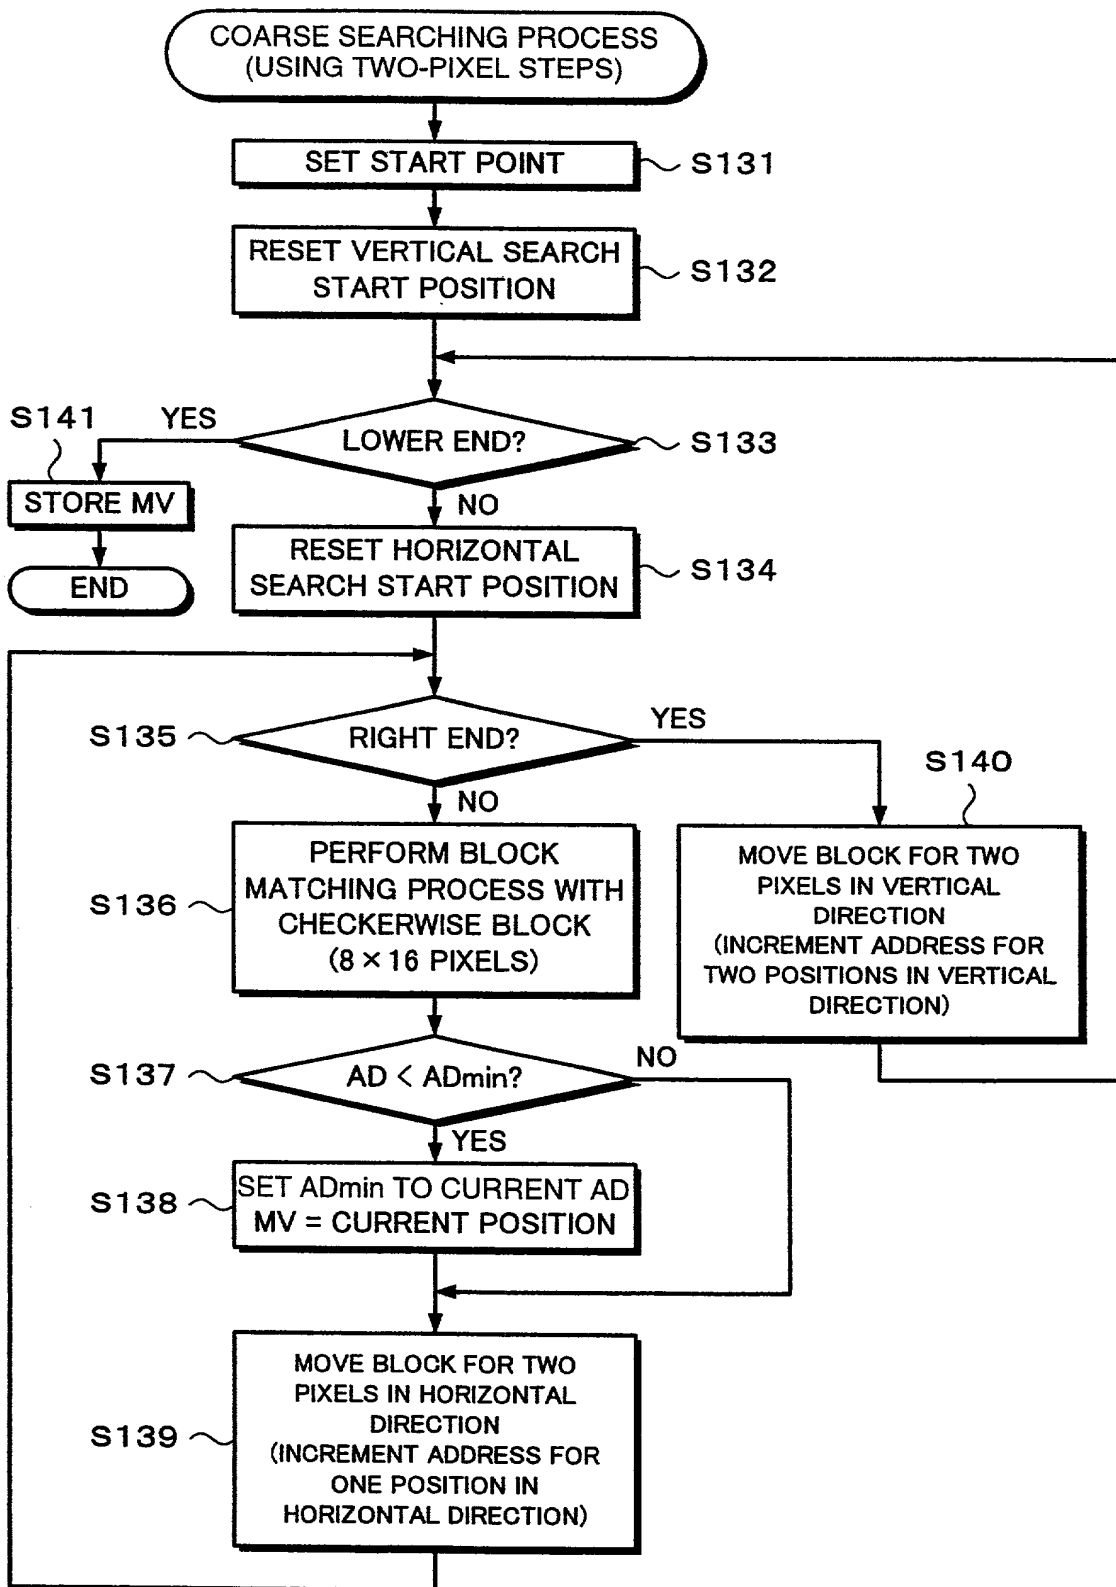 COARSE SEARCHING PROCESS
(USING TWO-PIXEL STEPS)
SET START POINT
S131
RESET VERTICAL SEARCH
START POSITION
S132
S141
YES
LOWER END?
S133
STORE MV
NO
END
RESET HORIZONTAL
SEARCH START POSITION
S134
S135
RIGHT END?
YES
NO
S140
PERFORM BLOCK
MATCHING PROCESS WITH
CHECKERWISE BLOCK
(8 × 16 PIXELS)
S136
MOVE BLOCK FOR TWO
PIXELS IN VERTICAL
DIRECTION
(INCREMENT ADDRESS FOR
TWO POSITIONS IN VERTICAL
DIRECTION)
S137
AD < ADmin?
NO
YES
S138
SET ADmin TO CURRENT AD
MV = CURRENT POSITION
S139
MOVE BLOCK FOR TWO
PIXELS IN HORIZONTAL
DIRECTION
(INCREMENT ADDRESS FOR
ONE POSITION IN
HORIZONTAL DIRECTION)